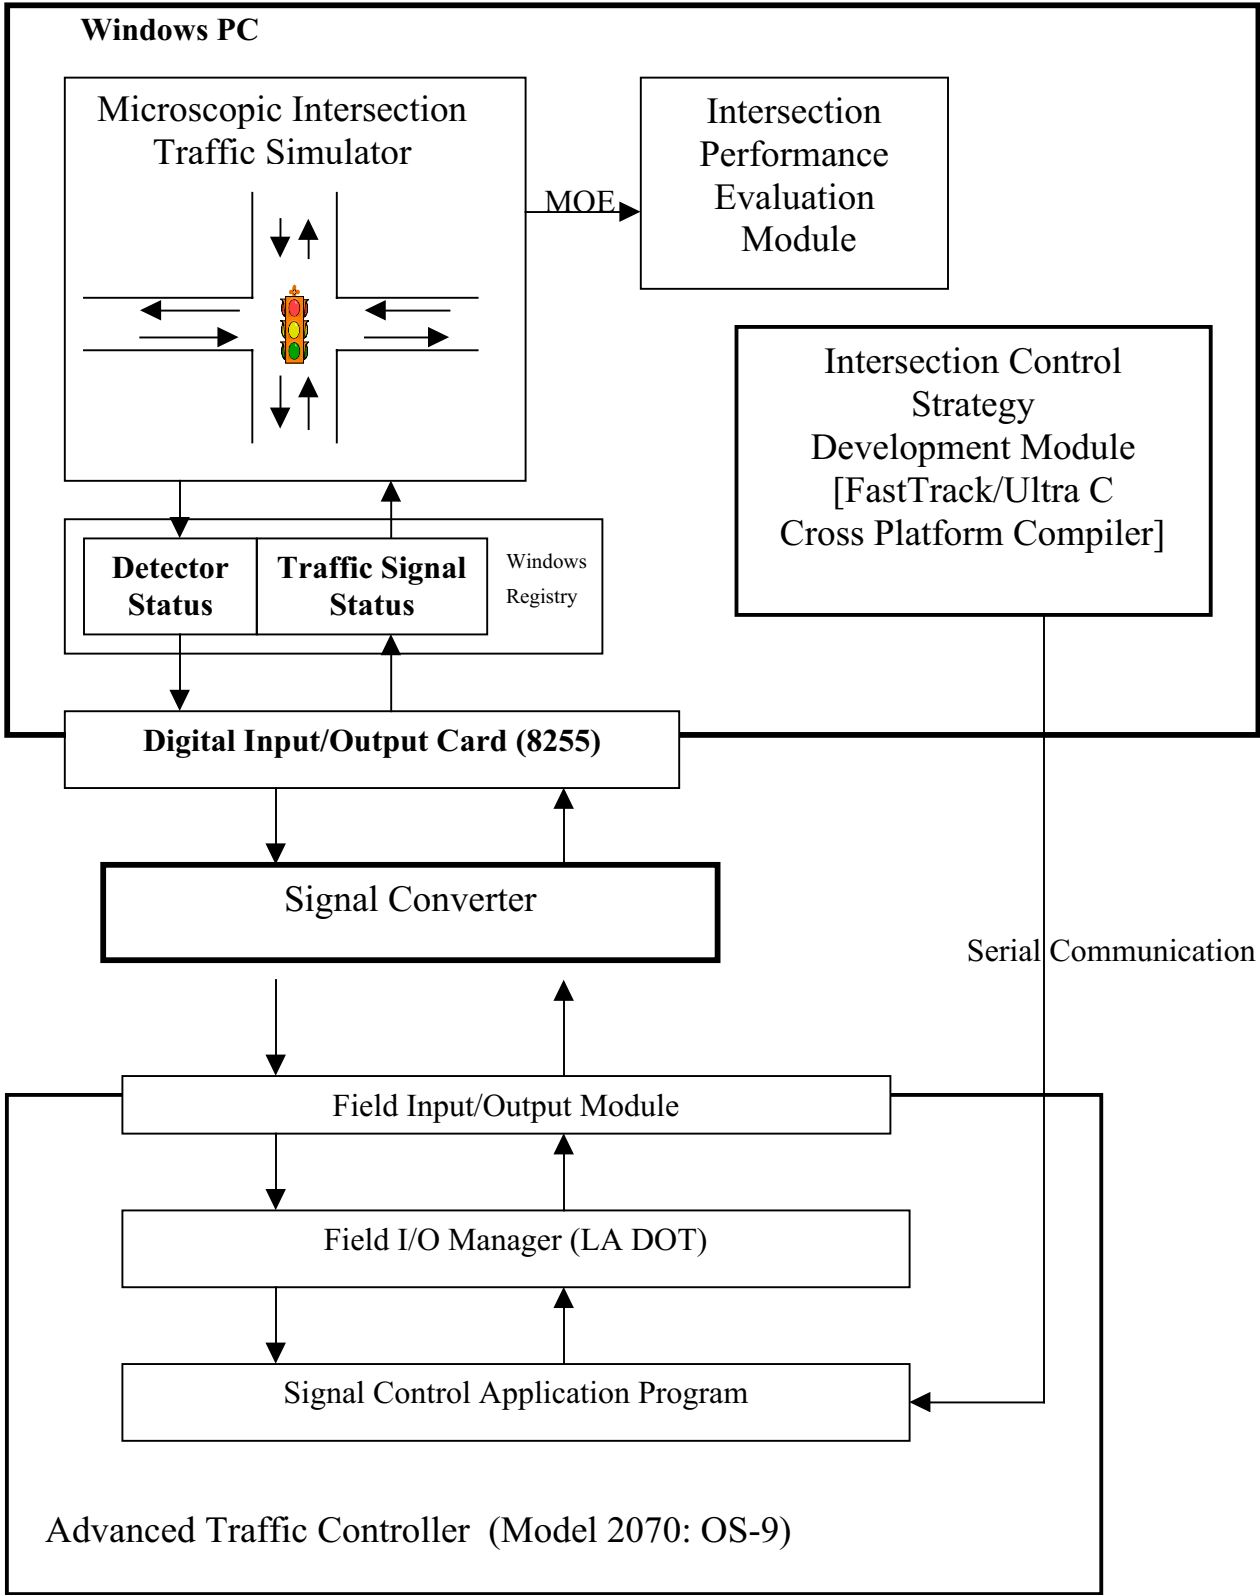 Windows PC
Microscopic Intersection
Traffic Simulator
MOE
Intersection
Performance
Evaluation
Module
Intersection Control
Strategy
Development Module
[FastTrack/Ultra C
Cross Platform Compiler]
Detector
Status
Traffic Signal
Status
Windows
Registry
Digital Input/Output Card (8255)
Signal Converter
Serial Communication
Field Input/Output Module
Field I/O Manager (LA DOT)
Signal Control Application Program
Advanced Traffic Controller (Model 2070: OS-9)